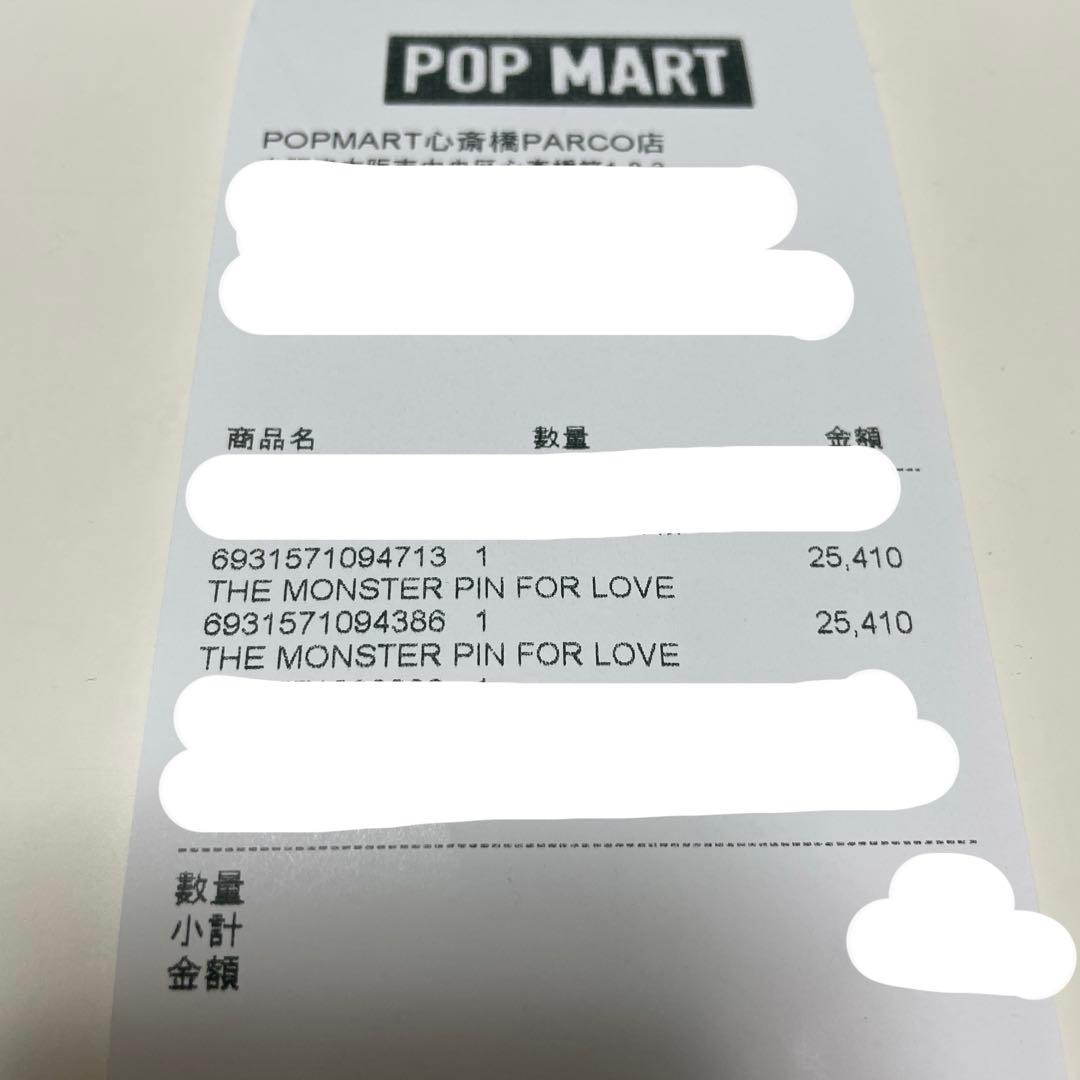 POP MART
POPMART心斎橋PARCO店
商品名 數量 金額
6931571094713 1 25,410
THE MONSTER PIN FOR LOVE
6931571094386 1 25,410
THE MONSTER PIN FOR LOVE
數量
小計
金額